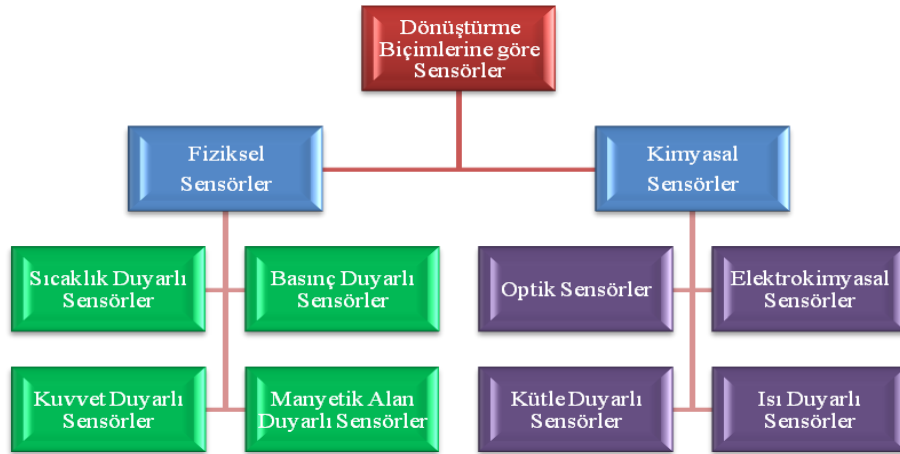 Dönüştürme
Biçimlerine göre
Sensörler
Fiziksel
Sensörler
Kimyasal
Sensörler
Sıcaklık Duyarlı
Sensörler
Basınç Duyarlı
Sensörler
Optik Sensörler
Elektrokimyasal
Sensörler
Kuvvet Duyarlı
Sensörler
Manyetik Alan
Duyarlı Sensörler
Kütle Duyarlı
Sensörler
Isı Duyarlı
Sensörler